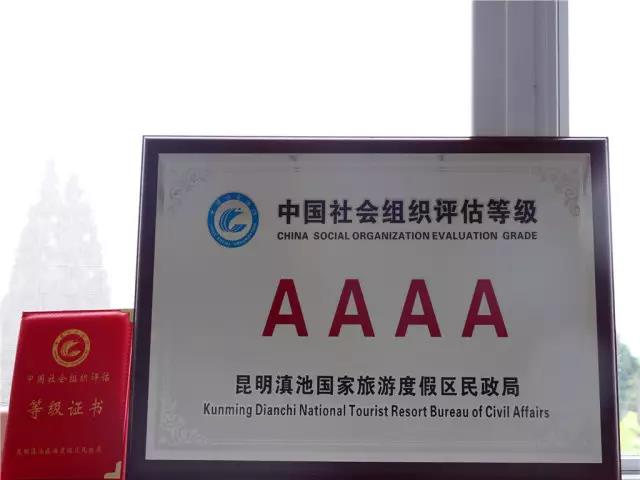 中国社会组织评估等级
CHINA SOCIAL ORGANIZATION EVALUATION GRADE
AAAA
昆明滇池国家旅游度假区民政局
Kunming Dianchi National Tourist Resort Bureau of Civil Affairs
中国社会组织评估
等级证书